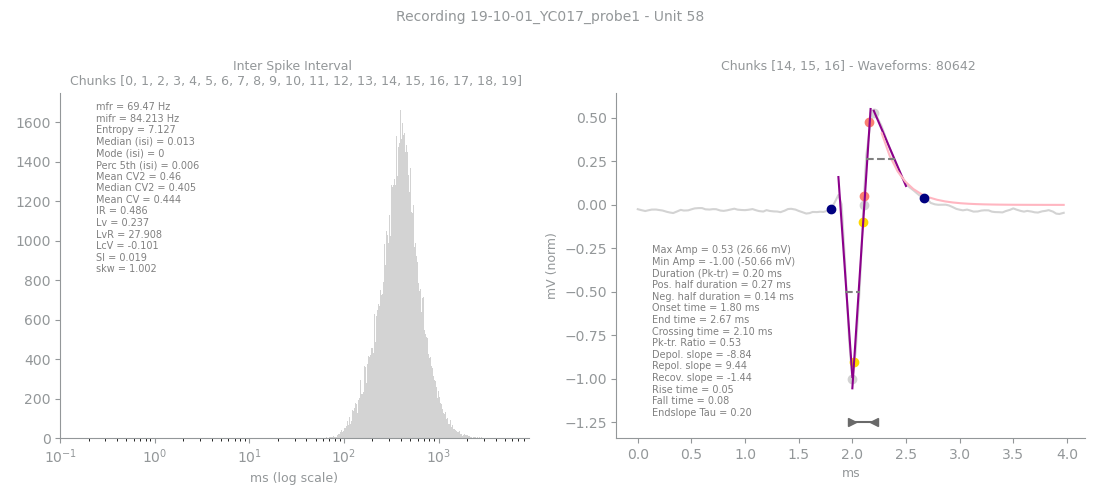 Recording 19-10-01_YC017_probe1 - Unit 58
Inter Spike Interval
Chunks [0, 1, 2, 3, 4, 5, 6, 7, 8, 9, 10, 11, 12, 13, 14, 15, 16, 17, 18, 19]
1600
1400
1200
1000
800
600
400
200
0
mfr = 69.47 Hz
mifr = 84.213 Hz
Entropy = 7.127
Median (isi) = 0.013
Mode (isi) = 0
Perc 5th (isi) = 0.006
Mean CV2 = 0.46
Median CV2 = 0.405
Mean CV = 0.444
IR = 0.486
Lv = 0.237
LvR = 27.908
LcV = -0.101
SI = 0.019
skw = 1.002
10⁻¹ 10⁰ 10¹ 10² 10³
ms (log scale)
Chunks [14, 15, 16] - Waveforms: 80642
mV (norm)
0.50
0.25
0.00
−0.25
−0.50
−0.75
−1.00
−1.25
Max Amp = 0.53 (26.66 mV)
Min Amp = -1.00 (-50.66 mV)
Duration (Pk-tr) = 0.20 ms
Pos. half duration = 0.27 ms
Neg. half duration = 0.14 ms
Onset time = 1.80 ms
End time = 2.67 ms
Crossing time = 2.10 ms
Pk-tr. Ratio = 0.53
Depol. slope = -8.84
Repol. slope = 9.44
Recov. slope = -1.44
Rise time = 0.05
Fall time = 0.08
Endslope Tau = 0.20
0.0 0.5 1.0 1.5 2.0 2.5 3.0 3.5 4.0
ms